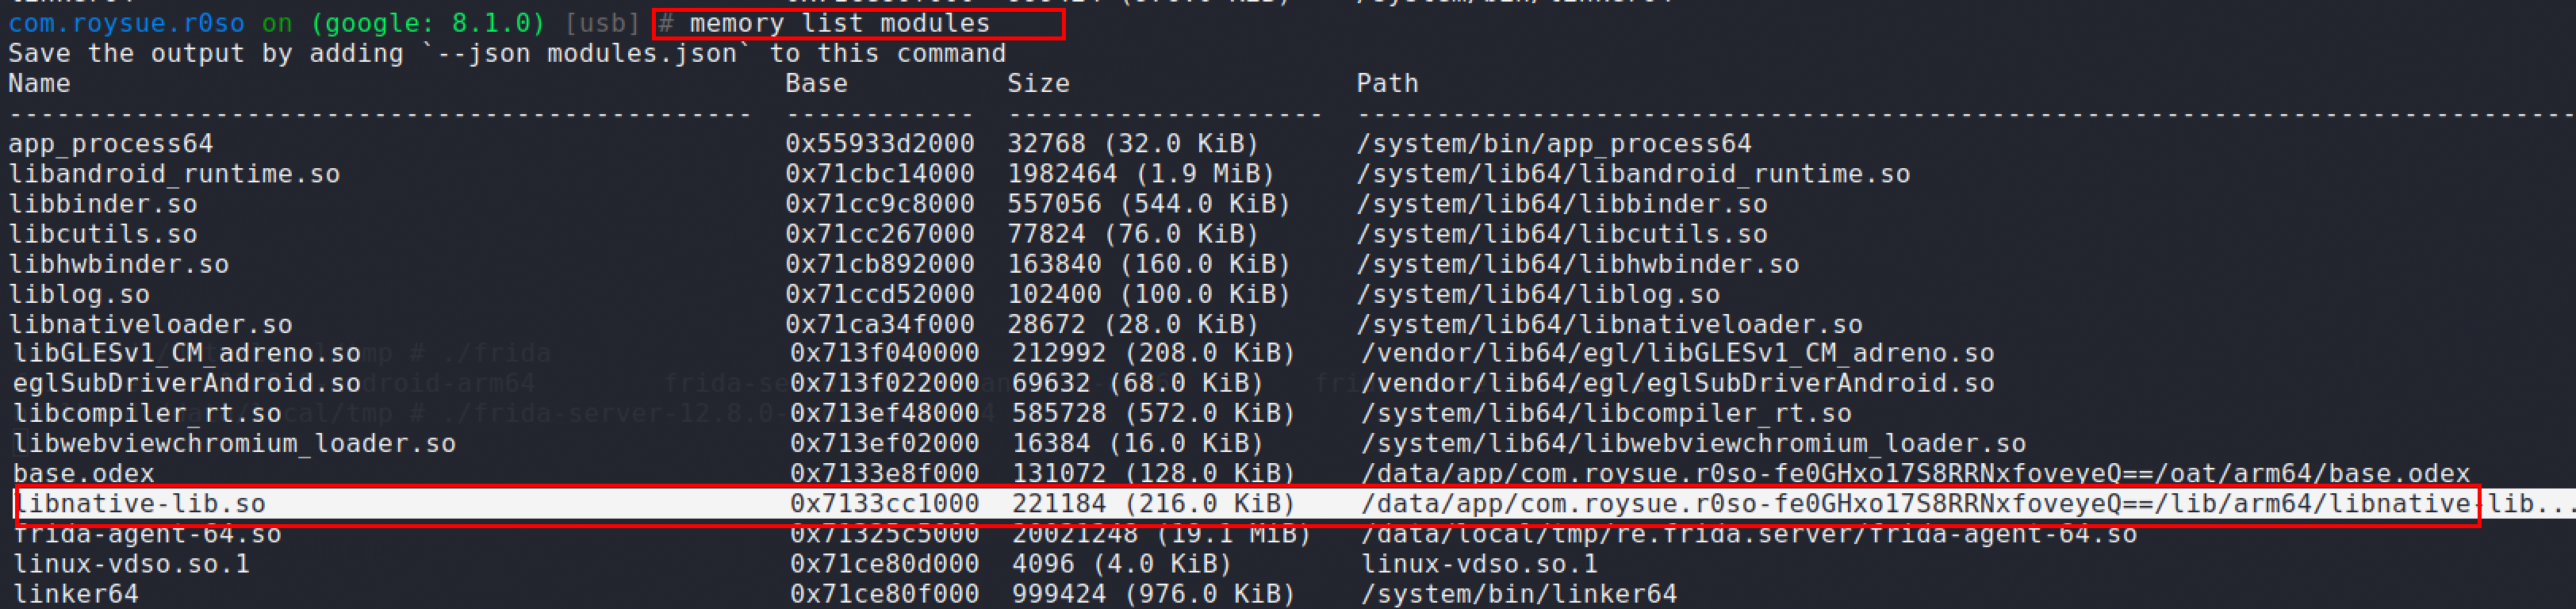 com.roysue.r0so on (google: 8.1.0) [usb] # memory list modules
Save the output by adding `--json modules.json` to this command
Name Base Size Path
app_process64 0x55933d2000 32768 (32.0 KiB) /system/bin/app_process64
libandroid_runtime.so 0x71cbc14000 1982464 (1.9 MiB) /system/lib64/libandroid_runtime.so
libbinder.so 0x71cc9c8000 557056 (544.0 KiB) /system/lib64/libbinder.so
libcutils.so 0x71cc267000 77824 (76.0 KiB) /system/lib64/libcutils.so
libhwbinder.so 0x71cb892000 163840 (160.0 KiB) /system/lib64/libhwbinder.so
liblog.so 0x71ccd52000 102400 (100.0 KiB) /system/lib64/liblog.so
libnativeloader.so 0x71ca34f000 28672 (28.0 KiB) /system/lib64/libnativeloader.so
libGLESv1_CM_adreno.so 0x713f040000 212992 (208.0 KiB) /vendor/lib64/egl/libGLESv1_CM_adreno.so
eglSubDriverAndroid.so 0x713f022000 69632 (68.0 KiB) /vendor/lib64/egl/eglSubDriverAndroid.so
libcompiler_rt.so 0x713ef48000 585728 (572.0 KiB) /system/lib64/libcompiler_rt.so
libwebviewchromium_loader.so 0x713ef02000 16384 (16.0 KiB) /system/lib64/libwebviewchromium_loader.so
base.odex 0x7133e8f000 131072 (128.0 KiB) /data/app/com.roysue.r0so-fe0GHxo17S8RRNxfoveyeQ==/oat/arm64/base.odex
libnative-lib.so 0x7133cc1000 221184 (216.0 KiB) /data/app/com.roysue.r0so-fe0GHxo17S8RRNxfoveyeQ==/lib/arm64/libnative-lib...
frida-agent-64.so 0x71325c5000 20021248 (19.1 MiB) /data/local/tmp/re.frida.server/frida-agent-64.so
linux-vdso.so.1 0x71ce80d000 4096 (4.0 KiB) linux-vdso.so.1
linker64 0x71ce80f000 999424 (976.0 KiB) /system/bin/linker64